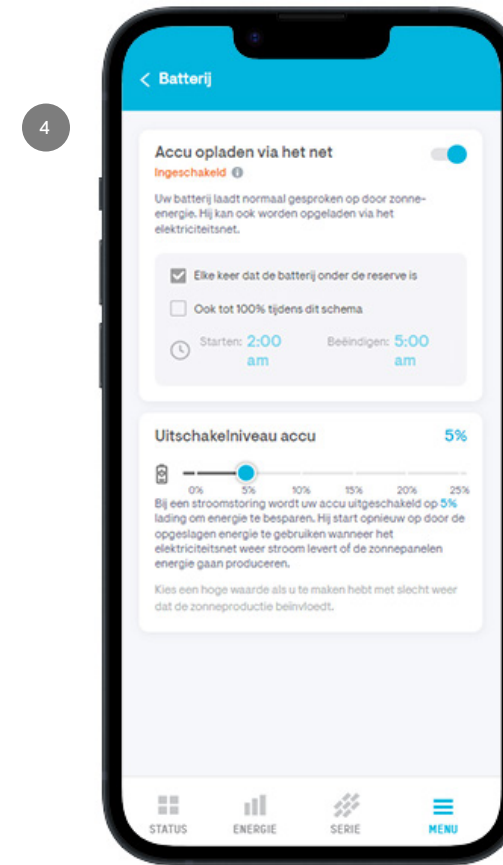 4
Batterij
Accu opladen via het net
Ingeschakeld
Uw batterij laadt normaal gesproken op door zonne-
energie. Hij kan ook worden opgeladen via het
elektriciteitsnet.
Elke keer dat de batterij onder de reserve is
Ook tot 100% tijdens dit schema
Starten: 2:00 am Beëindigen: 5:00 am
Uitschakelniveau accu 5%
0% 5% 10% 15% 20% 25%
Bij een stroomstoring wordt uw accu uitgeschakeld op 5%
lading om energie te besparen. Hij start opnieuw op door de
opgeslagen energie te gebruiken wanneer het
elektriciteitsnet weer stroom levert of de zonnepanelen
energie gaan produceren.
Kies een hoge waarde als u te maken hebt met slecht weer
dat de zonneproductie beïnvloedt.
STATUS ENERGIE SERIE MENU